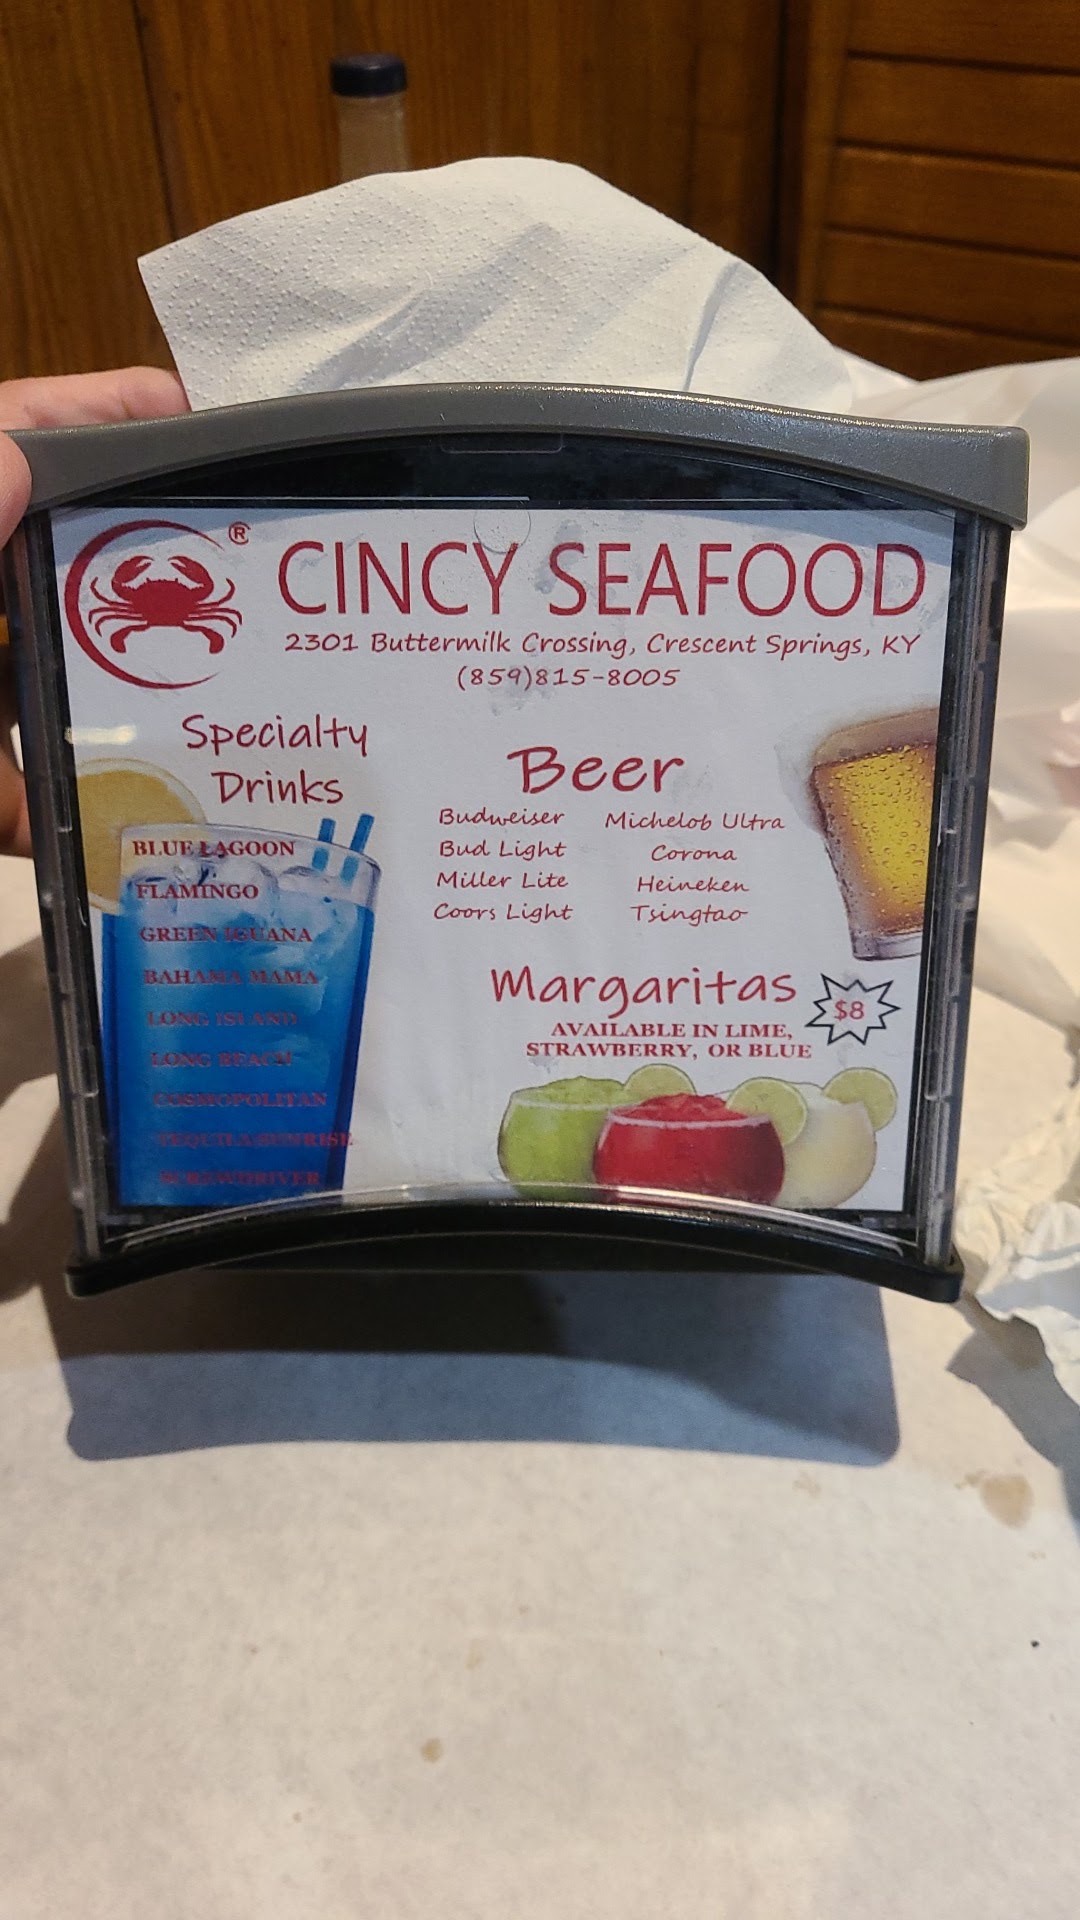 ®
CINCY SEAFOOD
2301 Buttermilk Crossing, Crescent Springs, KY
(859)815-8005
Specialty
Drinks
BLUE LAGOON
FLAMINGO
GREEN IGUANA
BAHAMA MAMA
LONG ISLAND
LONG BEACH
COSMOPOLITAN
TEQUILA SUNRISE
SCREWDRIVER
Beer
Budweiser Michelob Ultra
Bud Light Corona
Miller Lite Heineken
Coors Light Tsingtao
Margaritas $8
AVAILABLE IN LIME,
STRAWBERRY, OR BLUE